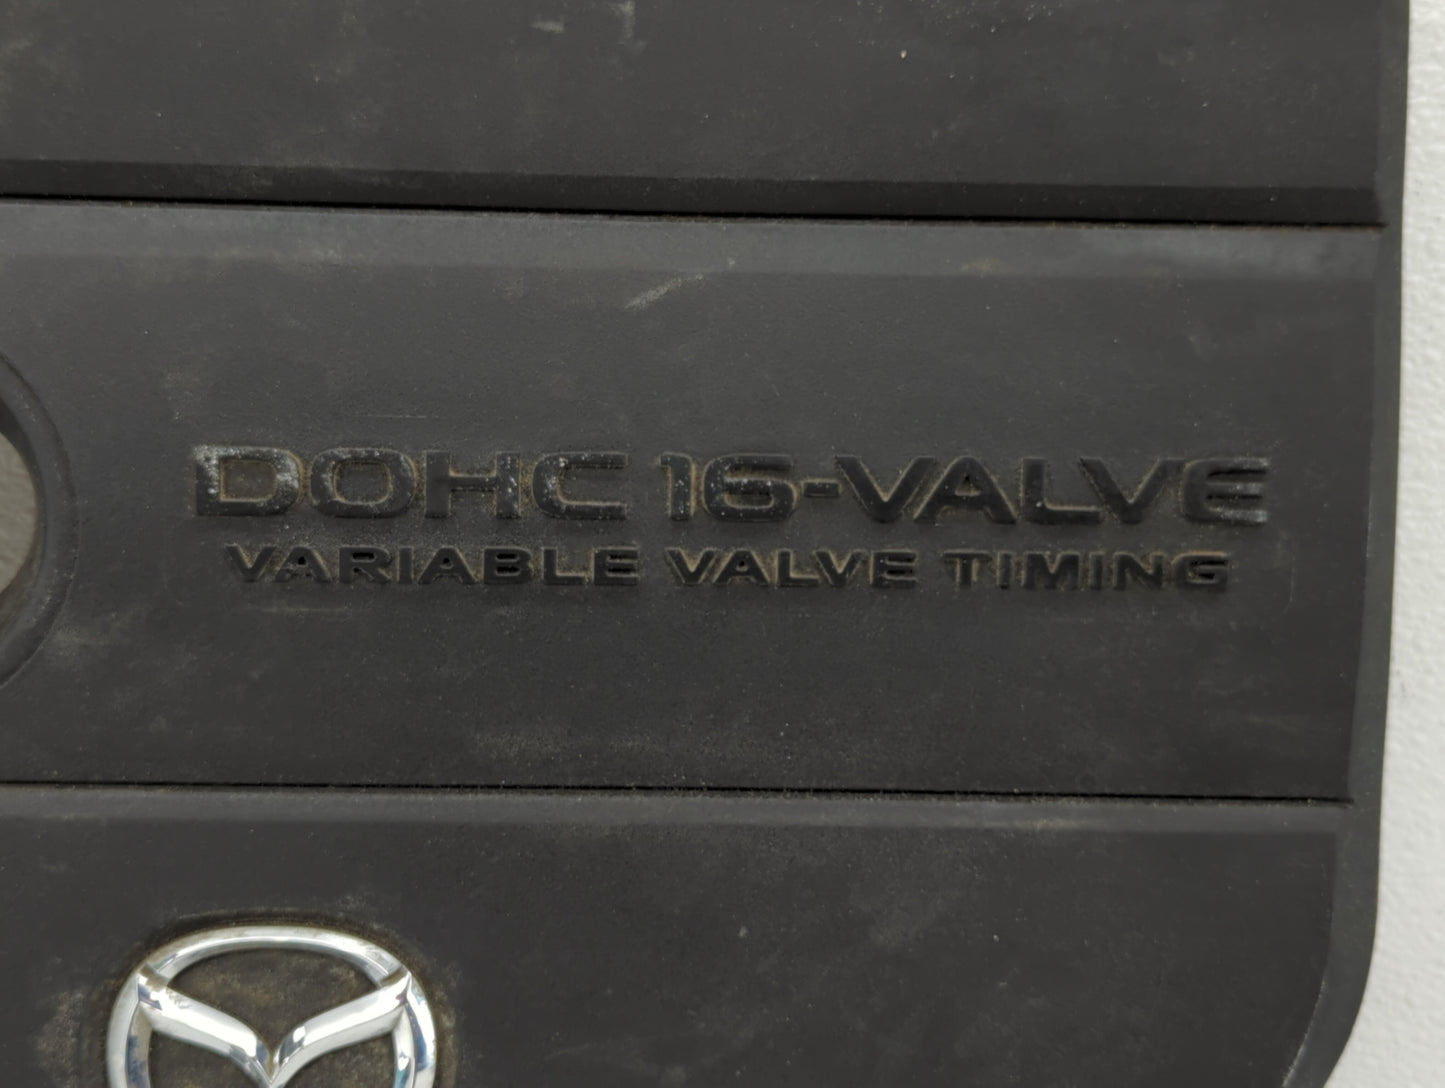 DOHC 16-VALVE
VARIABLE VALVE TIMING